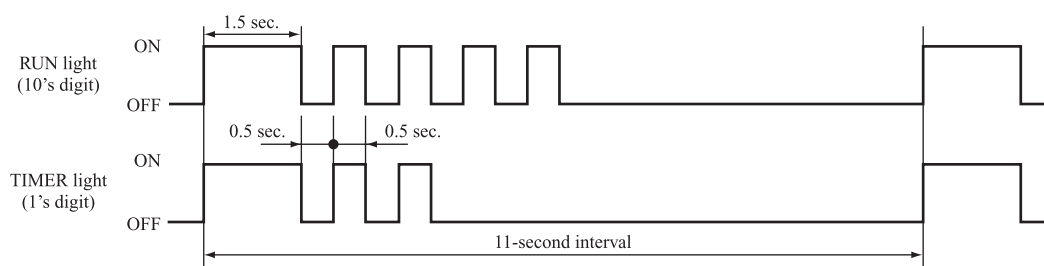 1.5 sec.
ON
RUN light
(10's digit)
OFF
0.5 sec.
0.5 sec.
ON
TIMER light
(1's digit)
OFF
11-second interval